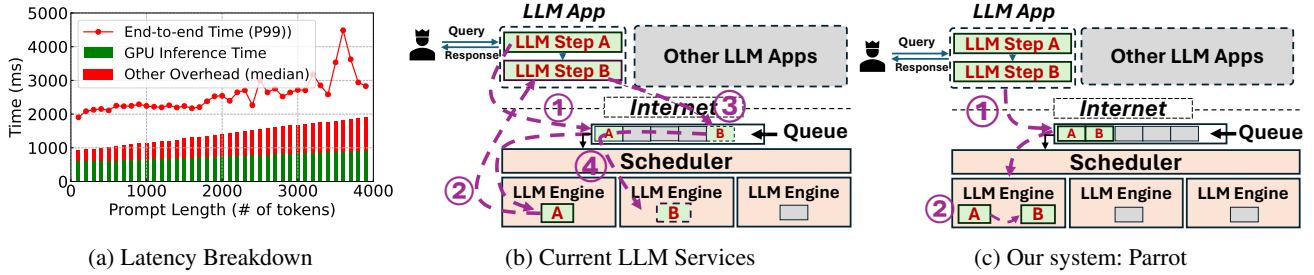 5000
4000
3000
2000
1000
0
Time (ms)
End-to-end Time (P99))
GPU Inference Time
Other Overhead (median)
0 1000 2000 3000 4000
Prompt Length (# of tokens)
(a) Latency Breakdown
LLM App
Query
Response
LLM Step A
LLM Step B
Other LLM Apps
① Internet ③
A B Queue
Scheduler
④
②
LLM Engine LLM Engine LLM Engine
A B
(b) Current LLM Services
LLM App
Query
Response
LLM Step A
LLM Step B
Other LLM Apps
① Internet
A B Queue
Scheduler
LLM Engine LLM Engine LLM Engine
② A B
(c) Our system: Parrot